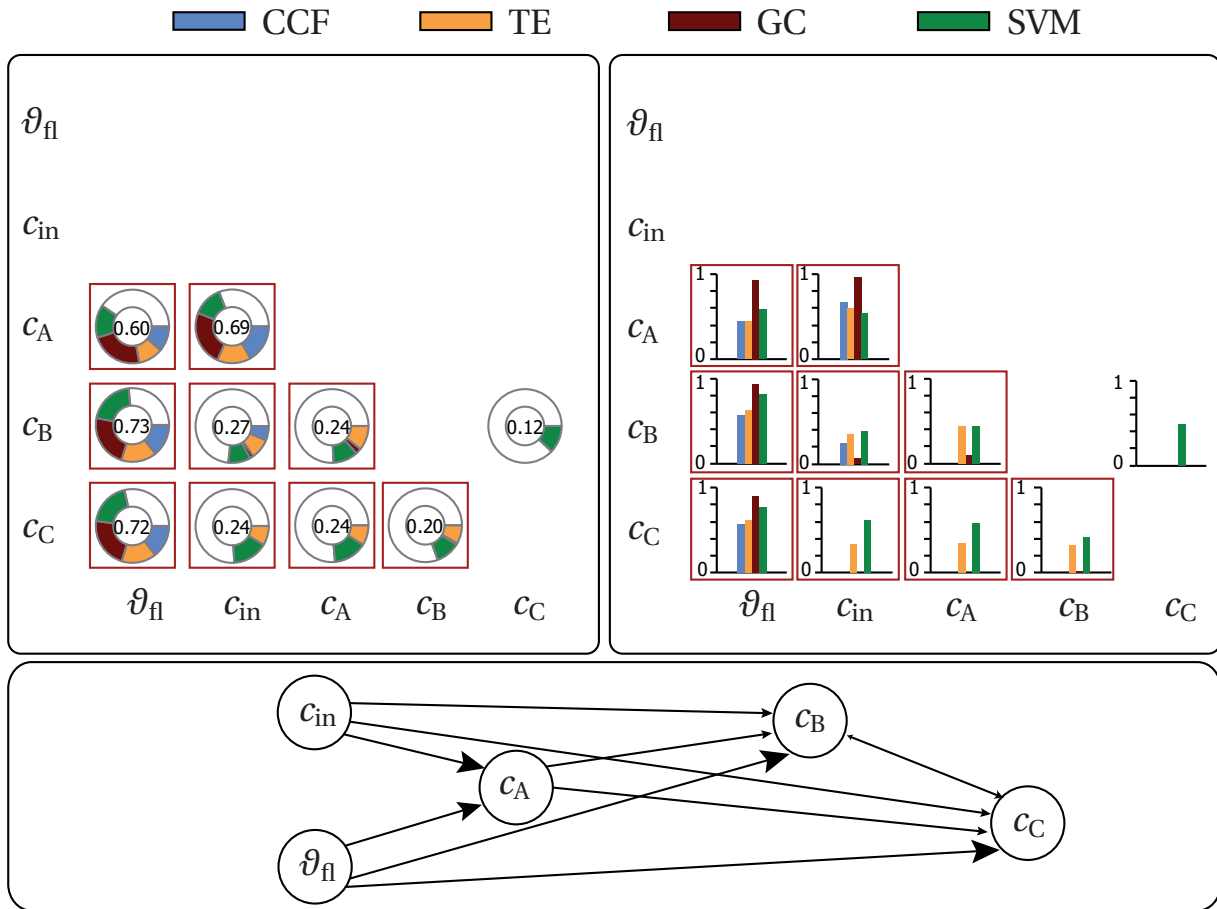 CCF TE GC SVM
ϑfl
cin
cA 0.60 0.69
cB 0.73 0.27 0.24 0.12
cC 0.72 0.24 0.24 0.20
ϑfl cin cA cB cC
ϑfl
cin
1 1
cA
0 0
1 1 1 1
cB
0 0 0 0
1 1 1 1
cC
0 0 0 0
ϑfl cin cA cB cC
cin cB
cA
cC
ϑfl